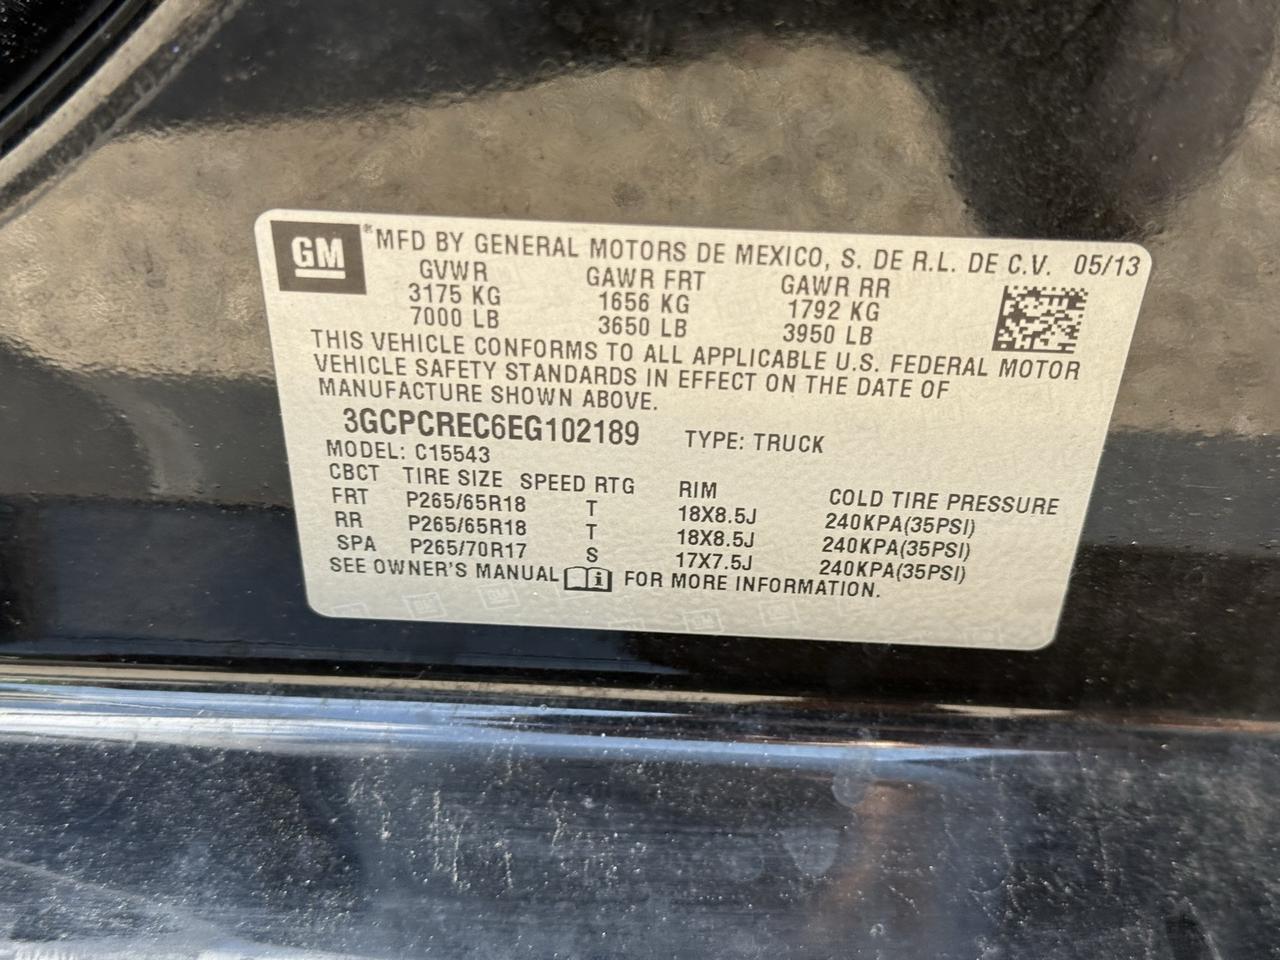 GM ® MFD BY GENERAL MOTORS DE MEXICO, S. DE R.L. DE C.V. 05/13
GVWR GAWR FRT GAWR RR
3175 KG 1656 KG 1792 KG
7000 LB 3650 LB 3950 LB
THIS VEHICLE CONFORMS TO ALL APPLICABLE U.S. FEDERAL MOTOR
VEHICLE SAFETY STANDARDS IN EFFECT ON THE DATE OF
MANUFACTURE SHOWN ABOVE.
3GCPCREC6EG102189 TYPE: TRUCK
MODEL: C15543
CBCT TIRE SIZE SPEED RTG RIM COLD TIRE PRESSURE
FRT P265/65R18 T 18X8.5J 240KPA(35PSI)
RR P265/65R18 T 18X8.5J 240KPA(35PSI)
SPA P265/70R17 S 17X7.5J 240KPA(35PSI)
SEE OWNER'S MANUAL FOR MORE INFORMATION.